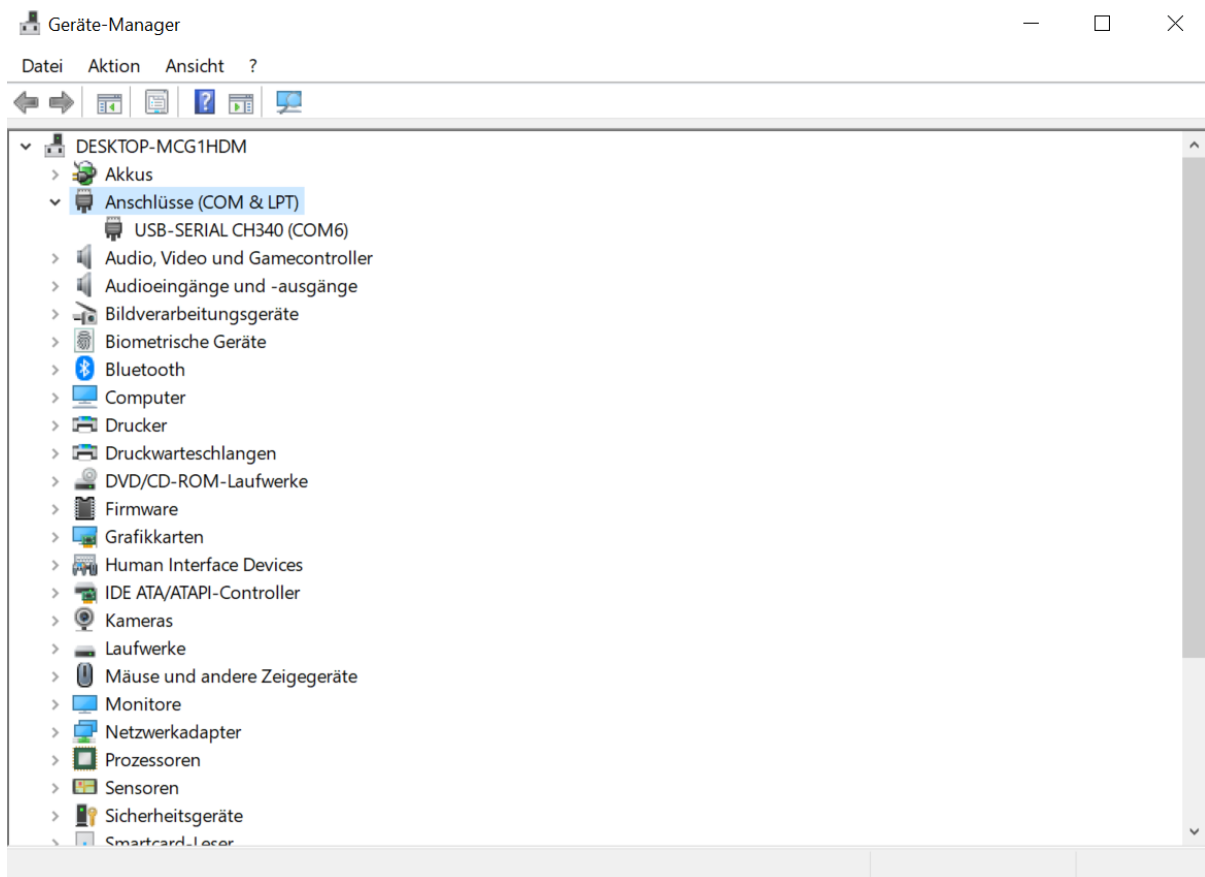 Geräte-Manager
Datei Aktion Ansicht ?
DESKTOP-MCG1HDM
Akkus
Anschlüsse (COM & LPT)
USB-SERIAL CH340 (COM6)
Audio, Video und Gamecontroller
Audioeingänge und -ausgänge
Bildverarbeitungsgeräte
Biometrische Geräte
Bluetooth
Computer
Drucker
Druckwarteschlangen
DVD/CD-ROM-Laufwerke
Firmware
Grafikkarten
Human Interface Devices
IDE ATA/ATAPI-Controller
Kameras
Laufwerke
Mäuse und andere Zeigegeräte
Monitore
Netzwerkadapter
Prozessoren
Sensoren
Sicherheitsgeräte
Smartcard-Leser